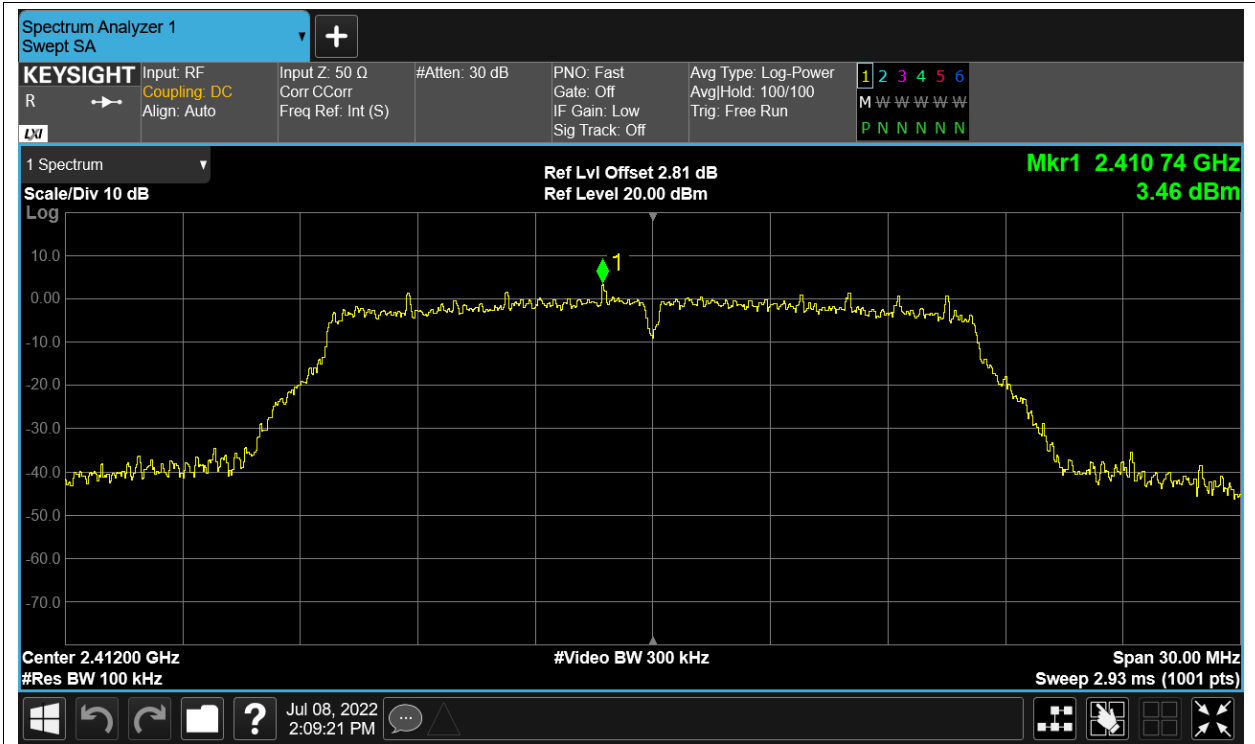 Spectrum Analyzer 1
Swept SA
KEYSIGHT
R
LXI
Input: RF
Coupling: DC
Align: Auto
Input Z: 50 Ω
Corr CCorr
Freq Ref: Int (S)
#Atten: 30 dB
PNO: Fast
Gate: Off
IF Gain: Low
Sig Track: Off
Avg Type: Log-Power
Avg|Hold: 100/100
Trig: Free Run
1 2 3 4 5 6
M W W W W W
P N N N N N
1 Spectrum
Scale/Div 10 dB
Log
Ref Lvl Offset 2.81 dB
Ref Level 20.00 dBm
Mkr1 2.410 74 GHz
3.46 dBm
1
10.0
0.00
-10.0
-20.0
-30.0
-40.0
-50.0
-60.0
-70.0
Center 2.41200 GHz
#Video BW 300 kHz
Span 30.00 MHz
#Res BW 100 kHz
Sweep 2.93 ms (1001 pts)
?
Jul 08, 2022
2:09:21 PM